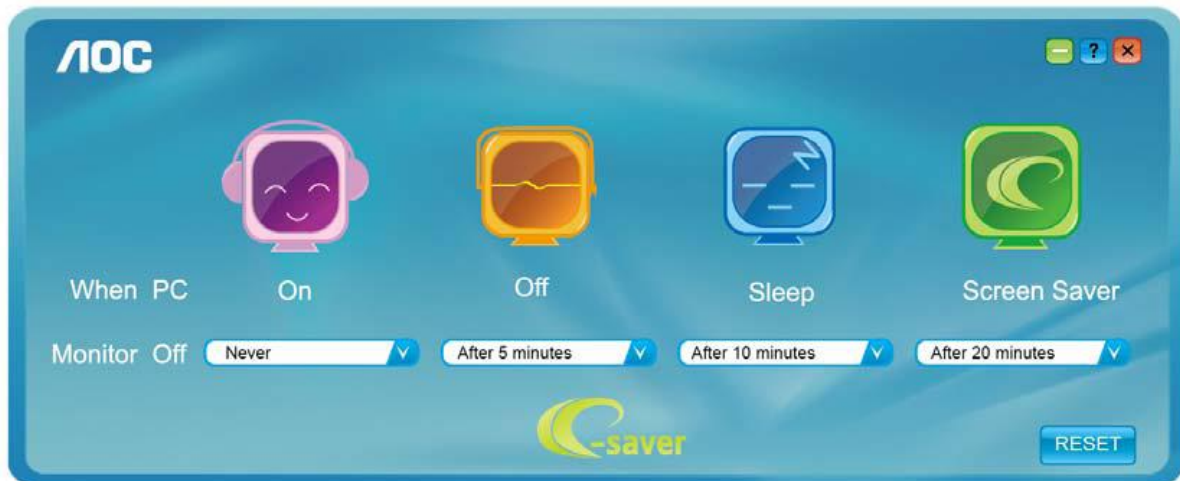 AOC
?
When PC On Off Sleep Screen Saver
Monitor Off Never After 5 minutes After 10 minutes After 20 minutes
e-saver
RESET